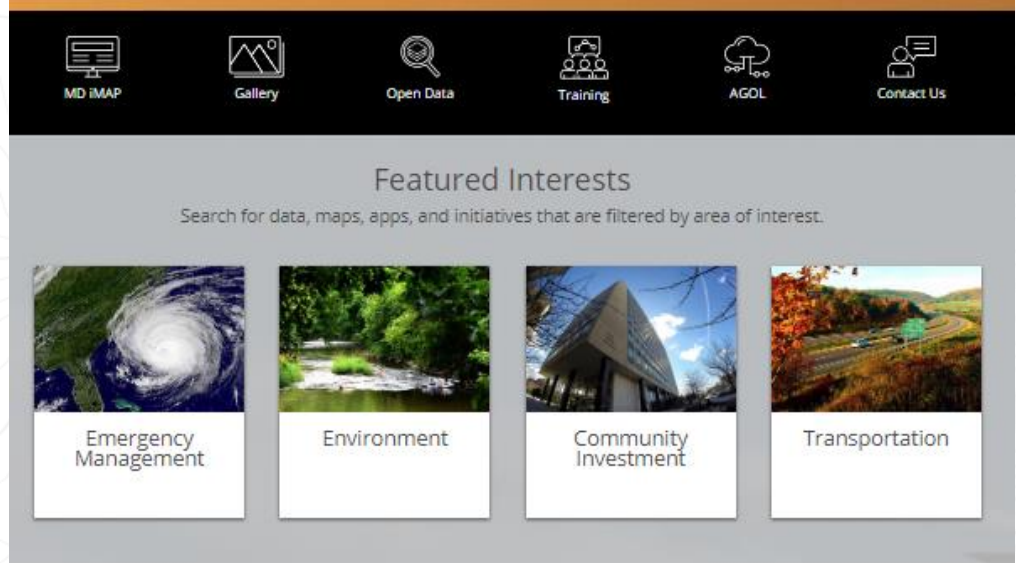 MD iMAP
Gallery
Open Data
Training
AGOL
Contact Us
Featured Interests
Search for data, maps, apps, and initiatives that are filtered by area of interest.
Emergency
Management
Environment
Community
Investment
Transportation